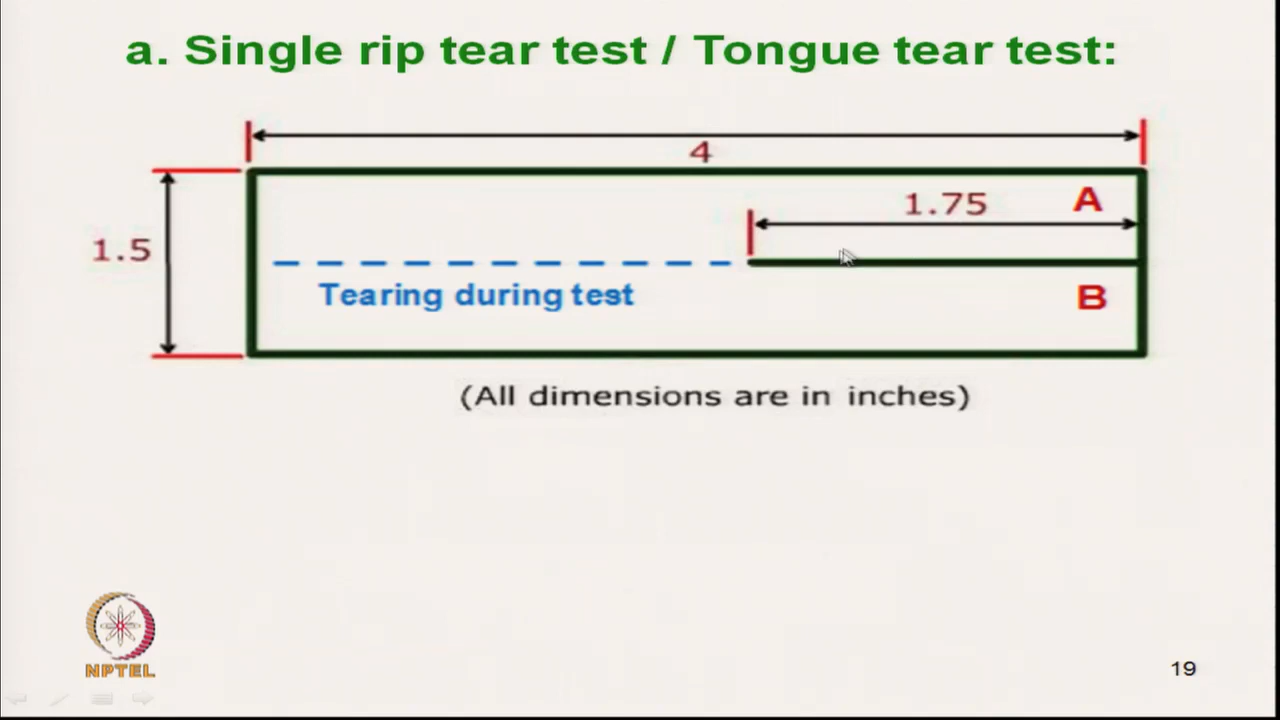 a. Single rip tear test / Tongue tear test:
4
1.75
A
1.5
Tearing during test
B
(All dimensions are in inches)
NPTEL
19